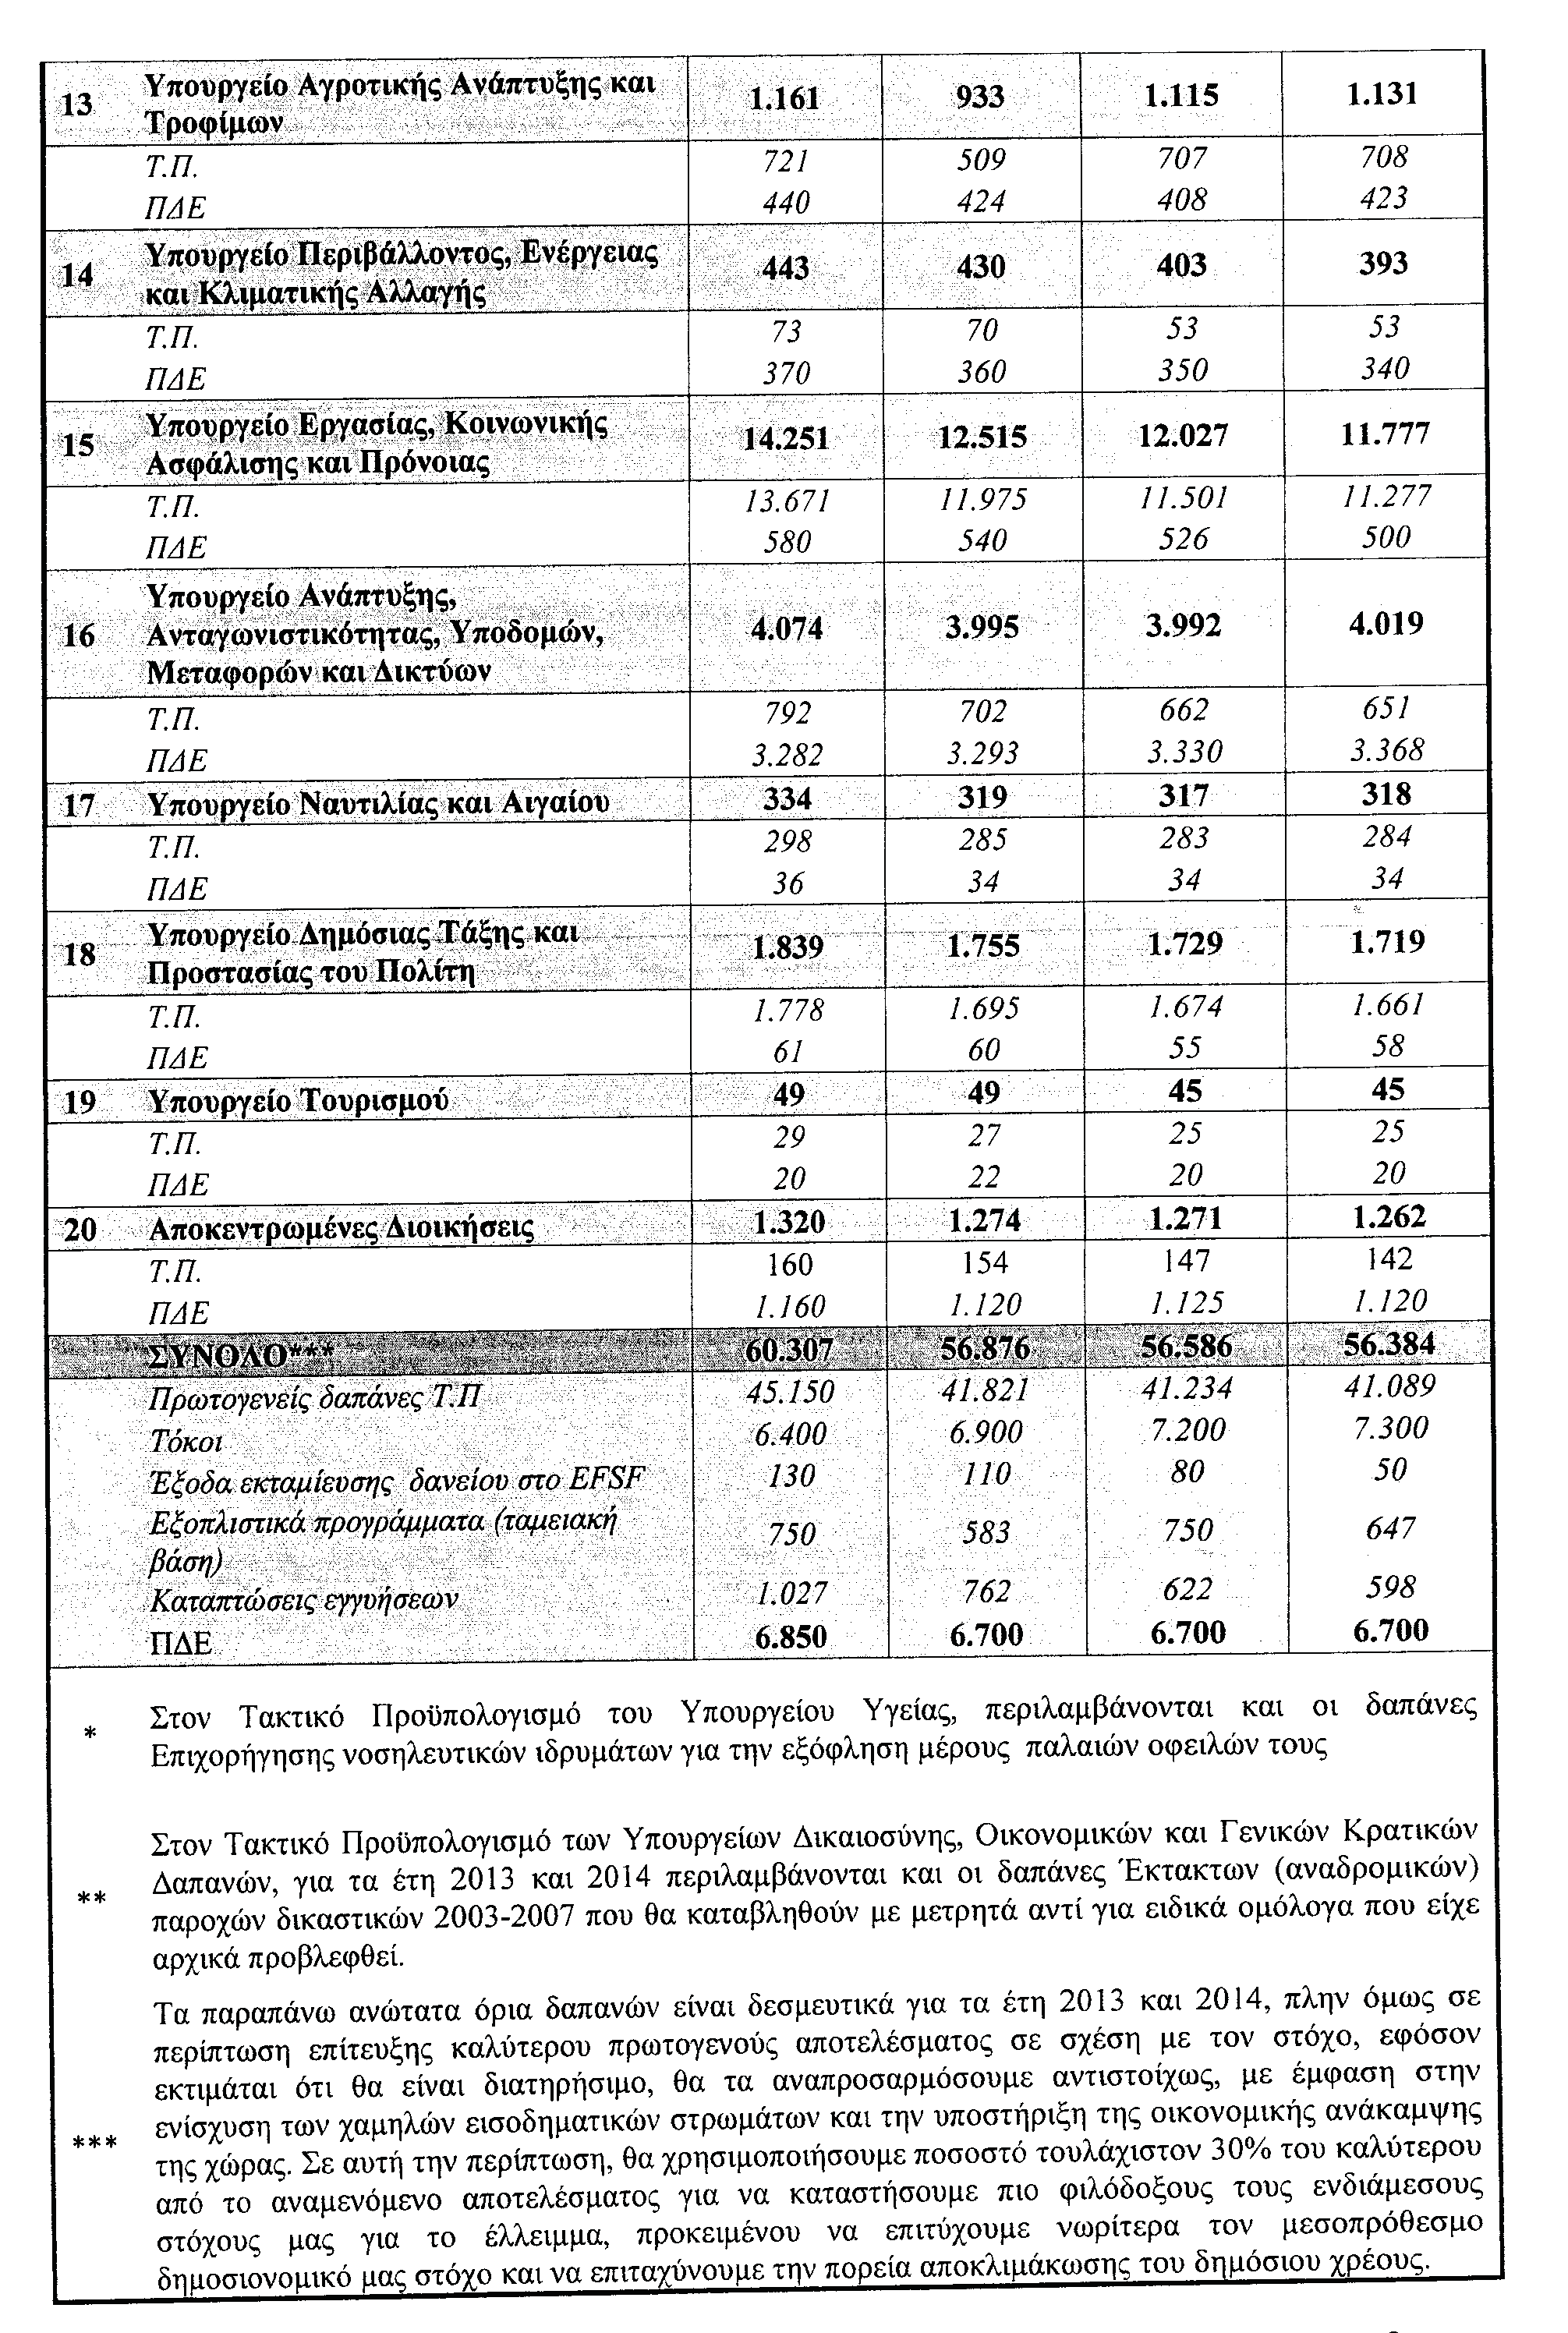 13 Υπουργείο Αγροτικής Ανάπτυξης και Τροφίμων 1.161 933 1.115 1.131
Τ.Π. 721 509 707 708
ΠΔΕ 440 424 408 423
14 Υπουργείο Περιβάλλοντος, Ενέργειας και Κλιματικής Αλλαγής 443 430 403 393
Τ.Π. 73 70 53 53
ΠΔΕ 370 360 350 340
15 Υπουργείο Εργασίας, Κοινωνικής Ασφάλισης και Πρόνοιας 14.251 12.515 12.027 11.777
Τ.Π. 13.671 11.975 11.501 11.277
ΠΔΕ 580 540 526 500
16 Υπουργείο Ανάπτυξης, Ανταγωνιστικότητας, Υποδομών, Μεταφορών και Δικτύων 4.074 3.995 3.992 4.019
Τ.Π. 792 702 662 651
ΠΔΕ 3.282 3.293 3.330 3.368
17 Υπουργείο Ναυτιλίας και Αιγαίου 334 319 317 318
Τ.Π. 298 285 283 284
ΠΔΕ 36 34 34 34
18 Υπουργείο Δημόσιας Τάξης και Προστασίας του Πολίτη 1.839 1.755 1.729 1.719
Τ.Π. 1.778 1.695 1.674 1.661
ΠΔΕ 61 60 55 58
19 Υπουργείο Τουρισμού 49 49 45 45
Τ.Π. 29 27 25 25
ΠΔΕ 20 22 20 20
20 Αποκεντρωμένες Διοικήσεις 1.320 1.274 1.271 1.262
Τ.Π. 160 154 147 142
ΠΔΕ 1.160 1.120 1.125 1.120
ΣΥΝΟΛΟ*** 60.307 56.876 56.586 56.384
Πρωτογενείς δαπάνες Τ.Π 45.150 41.821 41.234 41.089
Τόκοι 6.400 6.900 7.200 7.300
Έξοδα εκταμίευσης δανείου στο EFSF 130 110 80 50
Εξοπλιστικά προγράμματα (ταμειακή βάση) 750 583 750 647
Καταπτώσεις εγγυήσεων 1.027 762 622 598
ΠΔΕ 6.850 6.700 6.700 6.700
* Στον Τακτικό Προϋπολογισμό του Υπουργείου Υγείας, περιλαμβάνονται και οι δαπάνες
Επιχορήγησης νοσηλευτικών ιδρυμάτων για την εξόφληση μέρους παλαιών οφειλών τους
Στον Τακτικό Προϋπολογισμό των Υπουργείων Δικαιοσύνης, Οικονομικών και Γενικών Κρατικών
** Δαπανών, για τα έτη 2013 και 2014 περιλαμβάνονται και οι δαπάνες Έκτακτων (αναδρομικών)
παροχών δικαστικών 2003-2007 που θα καταβληθούν με μετρητά αντί για ειδικά ομόλογα που είχε
αρχικά προβλεφθεί.
Τα παραπάνω ανώτατα όρια δαπανών είναι δεσμευτικά για τα έτη 2013 και 2014, πλην όμως σε
περίπτωση επίτευξης καλύτερου πρωτογενούς αποτελέσματος σε σχέση με τον στόχο, εφόσον
εκτιμάται ότι θα είναι διατηρήσιμο, θα τα αναπροσαρμόσουμε αντιστοίχως, με έμφαση στην
*** ενίσχυση των χαμηλών εισοδηματικών στρωμάτων και την υποστήριξη της οικονομικής ανάκαμψης
της χώρας. Σε αυτή την περίπτωση, θα χρησιμοποιήσουμε ποσοστό τουλάχιστον 30% του καλύτερου
από το αναμενόμενο αποτελέσματος για να καταστήσουμε πιο φιλόδοξους τους ενδιάμεσους
στόχους μας για το έλλειμμα, προκειμένου να επιτύχουμε νωρίτερα τον μεσοπρόθεσμο
δημοσιονομικό μας στόχο και να επιταχύνουμε την πορεία αποκλιμάκωσης του δημόσιου χρέους.